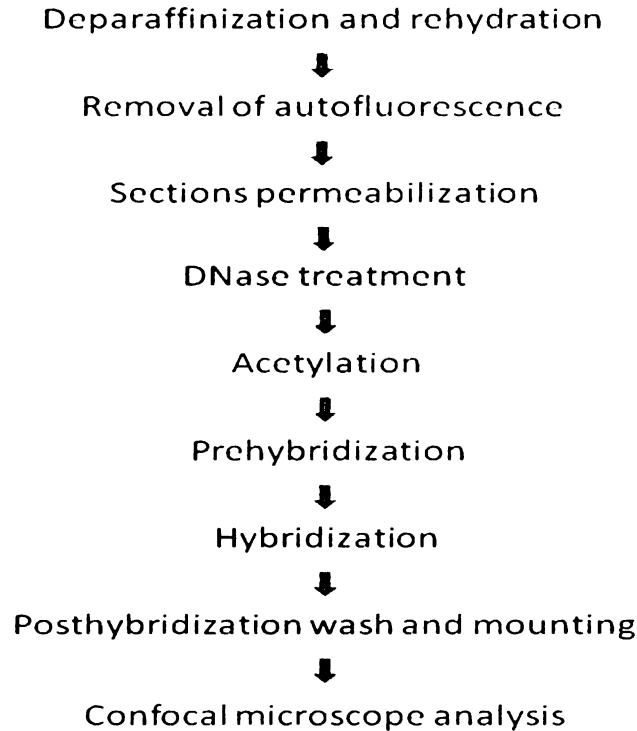 Deparaffinization and rehydration
Removal of autofluorescence
Sections permeabilization
DNase treatment
Acetylation
Prehybridization
Hybridization
Posthybridization wash and mounting
Confocal microscope analysis